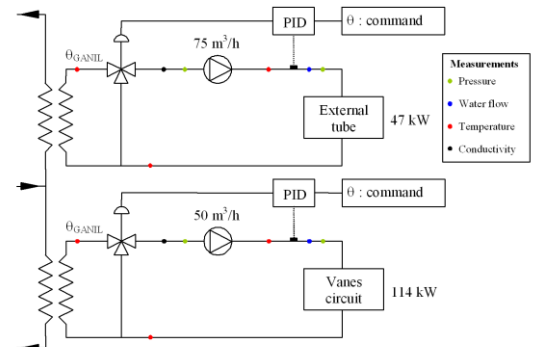 PID
θ : command
75 m³/h
θGANIL
External
tube
47 kW
Measurements
Pressure
Water flow
Temperature
Conductivity
PID
θ : command
50 m³/h
θGANIL
Vanes
circuit
114 kW